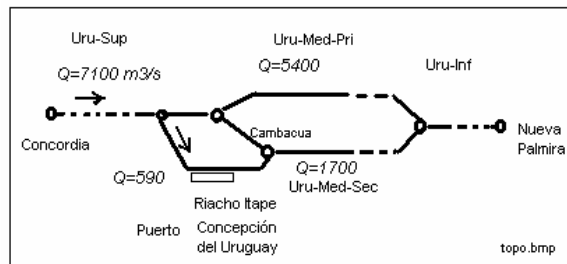 Uru-Sup
Uru-Med-Pri
Q=7100 m3/s
Q=5400
Uru-Inf
Concordia
Cambacua
Nueva
Palmira
Q=590
Q=1700
Uru-Med-Sec
Riacho Itape
Puerto
Concepción
del Uruguay
topo.bmp